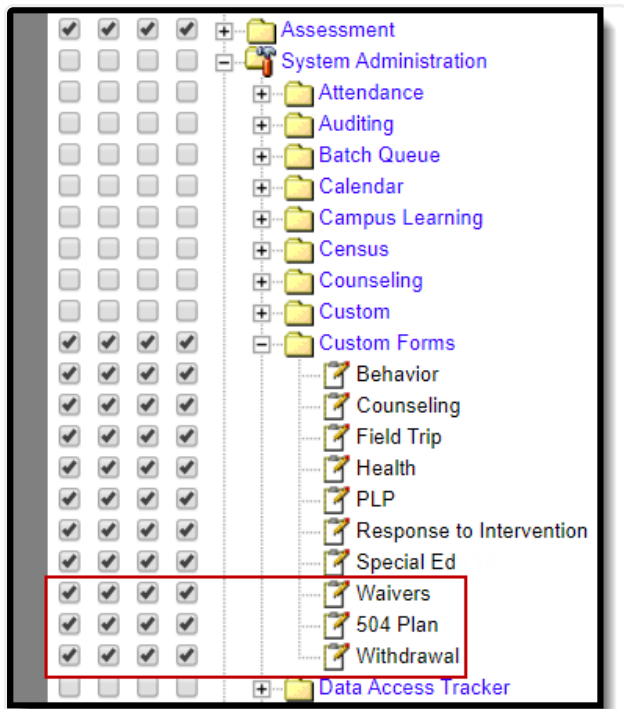 Assessment
System Administration
Attendance
Auditing
Batch Queue
Calendar
Campus Learning
Census
Counseling
Custom
Custom Forms
Behavior
Counseling
Field Trip
Health
PLP
Response to Intervention
Special Ed
Waivers
504 Plan
Withdrawal
Data Access Tracker